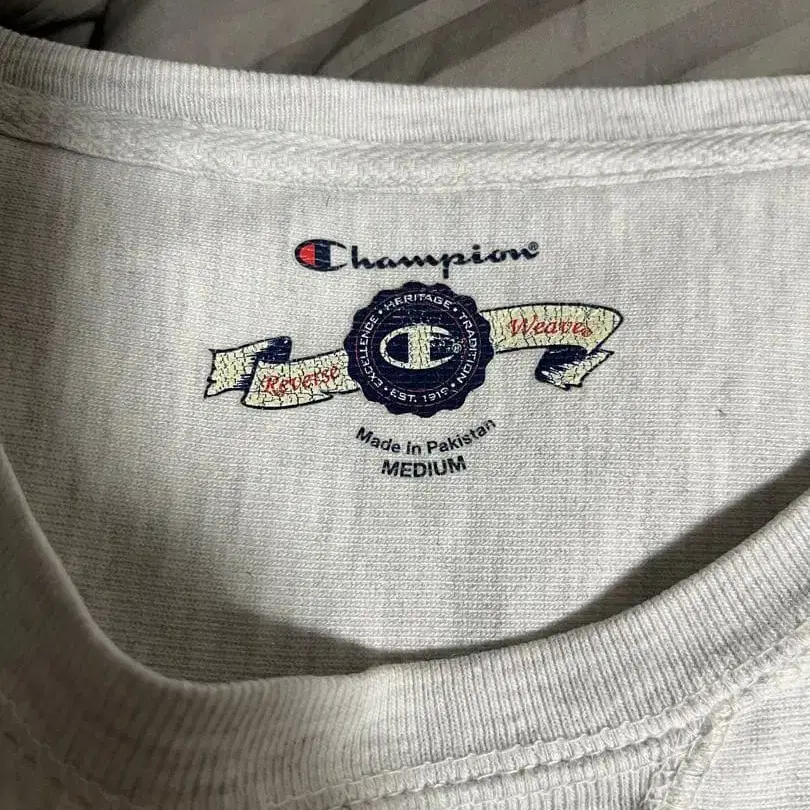 Champion®
HERITAGE • TRADITION • EST. 1919 • EXCELLENCE •
Reverse Weave®
Made in Pakistan
MEDIUM